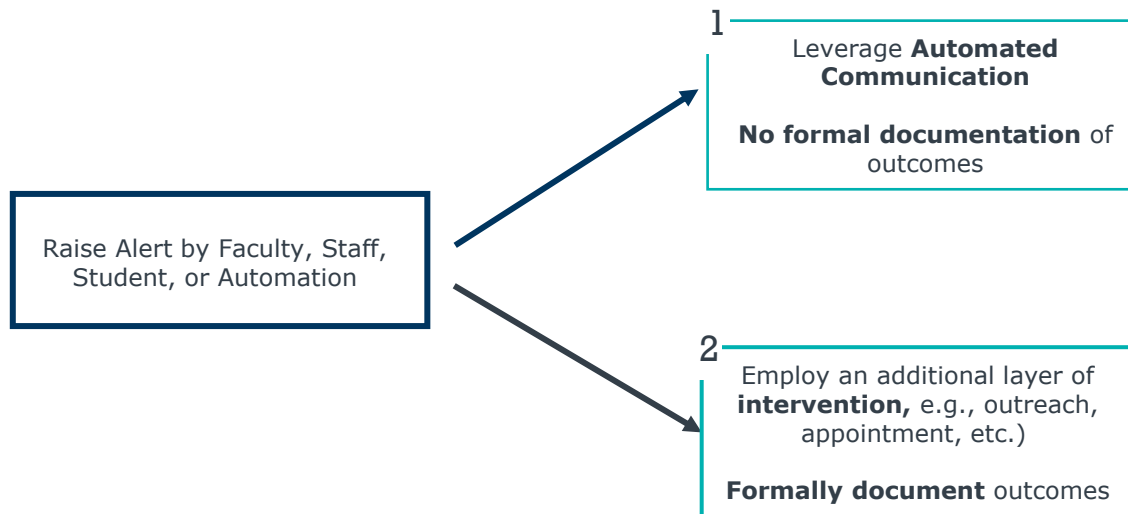 1
Leverage Automated
Communication
No formal documentation of
outcomes
Raise Alert by Faculty, Staff,
Student, or Automation
2
Employ an additional layer of
intervention, e.g., outreach,
appointment, etc.)
Formally document outcomes